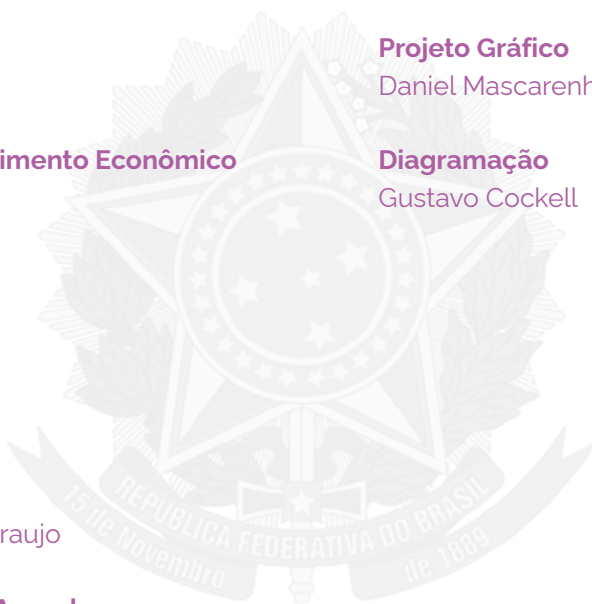 Projeto Gráfico
Daniel Mascarenh
imento Econômico
Diagramação
Gustavo Cockell
raujo
15 de Novembro
REPÚBLICA FEDERATIVA DO BRASIL
de 1889